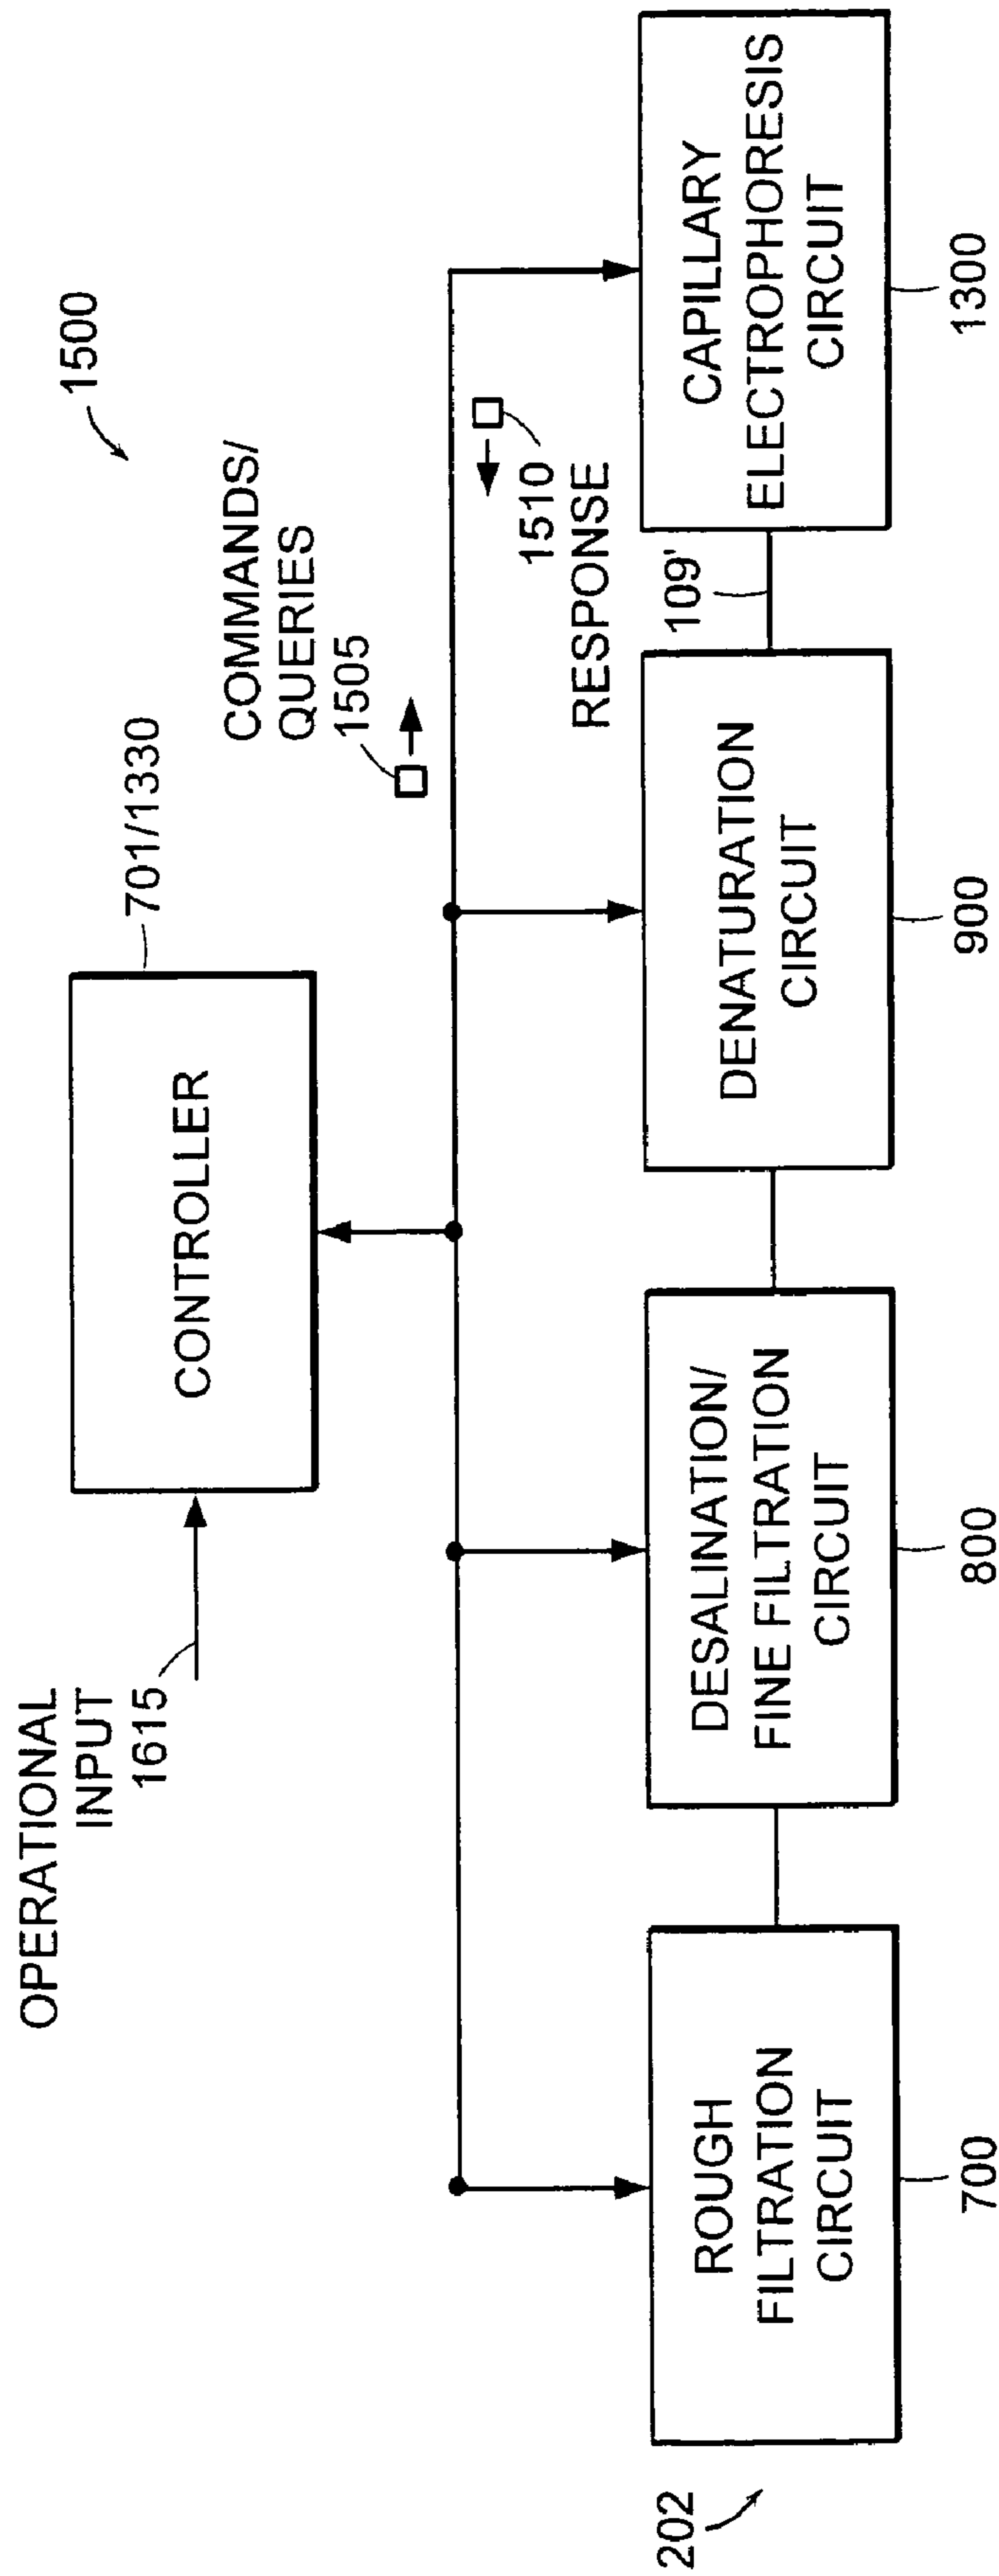 1500
OPERATIONAL
INPUT
1615
CONTROLLER
701/1330
COMMANDS/
QUERIES
1505
1510
RESPONSE
202
ROUGH
FILTRATION
CIRCUIT
700
DESALINATION/
FINE FILTRATION
CIRCUIT
800
DENATURATION
CIRCUIT
900
109'
CAPILLARY
ELECTROPHORESIS
CIRCUIT
1300